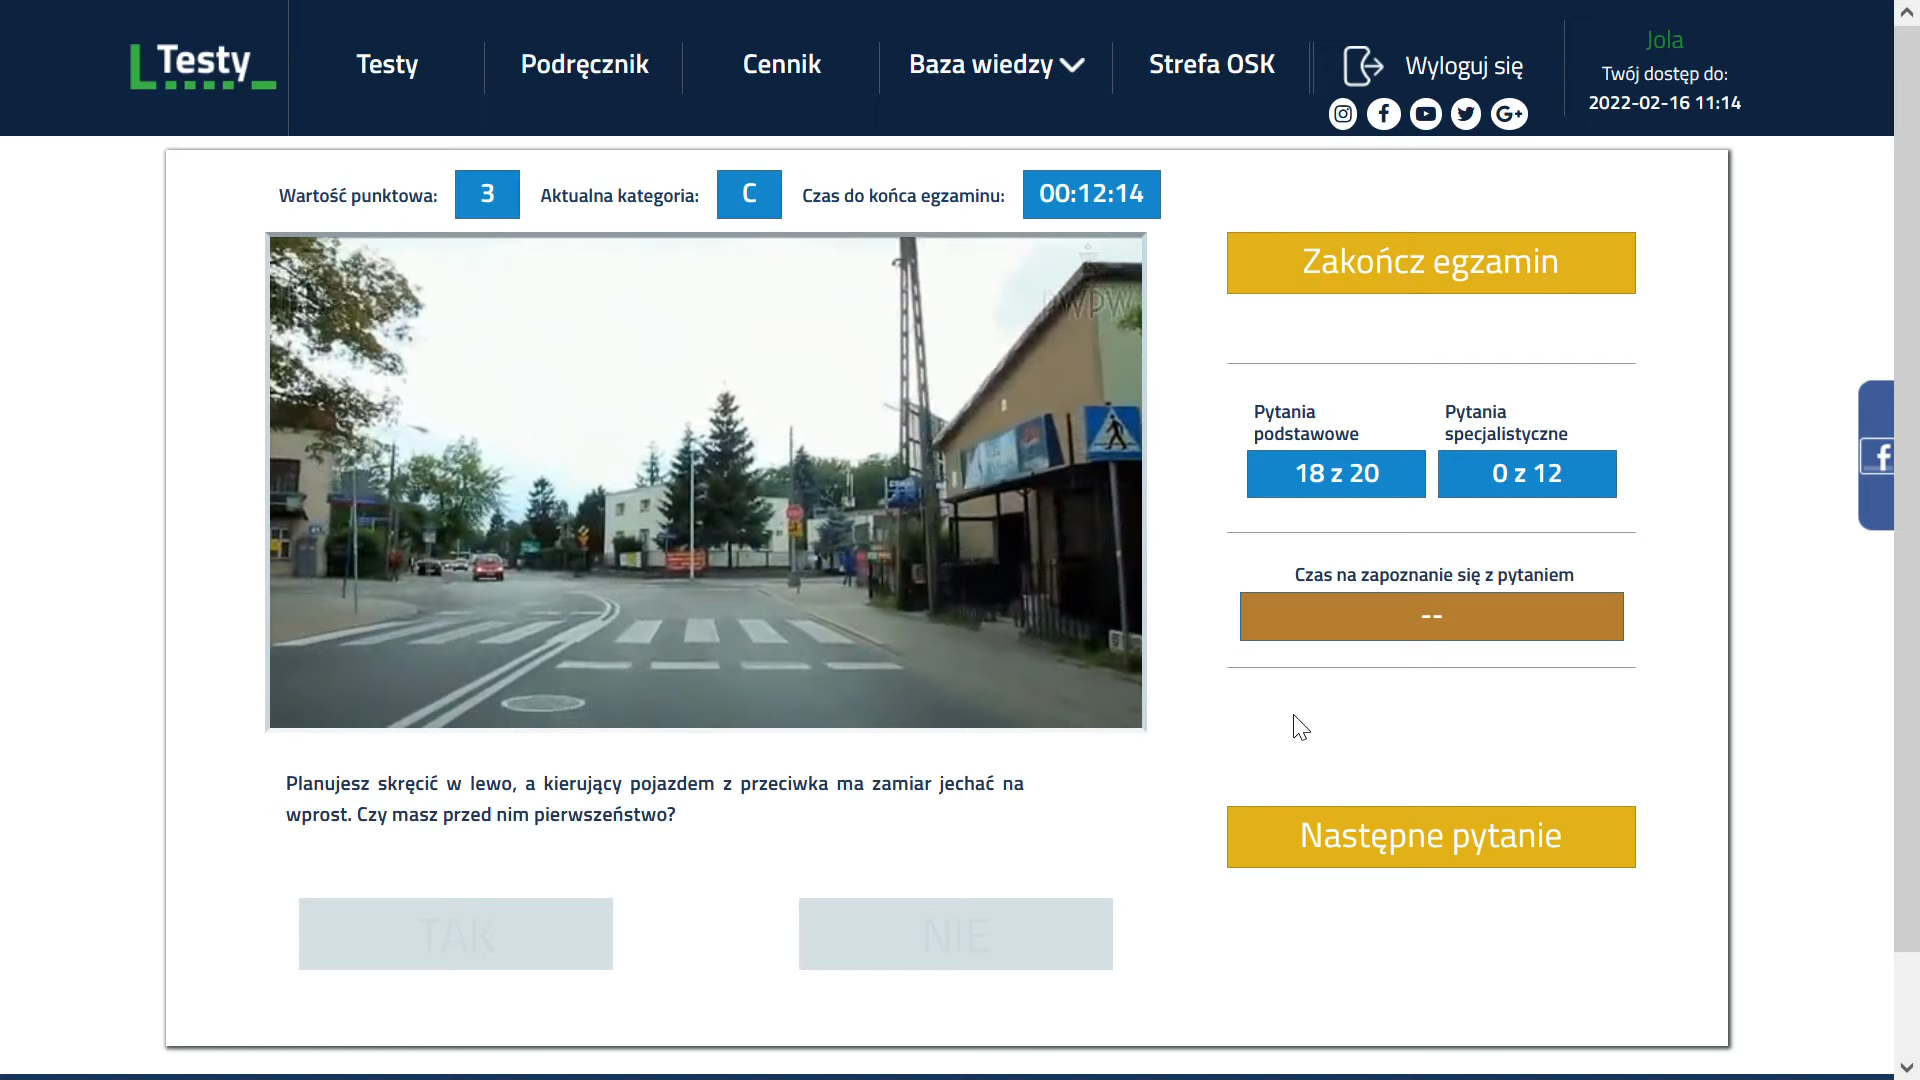 Testy
Testy
Podręcznik
Cennik
Baza wiedzy
Strefa OSK
Wyloguj się
Jola
Twój dostęp do:
2022-02-16 11:14
Wartość punktowa: 3 Aktualna kategoria: C Czas do końca egzaminu: 00:12:14
PWPW
Zakończ egzamin
Pytania podstawowe
18 z 20
Pytania specjalistyczne
0 z 12
Czas na zapoznanie się z pytaniem
--
Planujesz skręcić w lewo, a kierujący pojazdem z przeciwka ma zamiar jechać na
wprost. Czy masz przed nim pierwszeństwo?
Następne pytanie
TAK
NIE